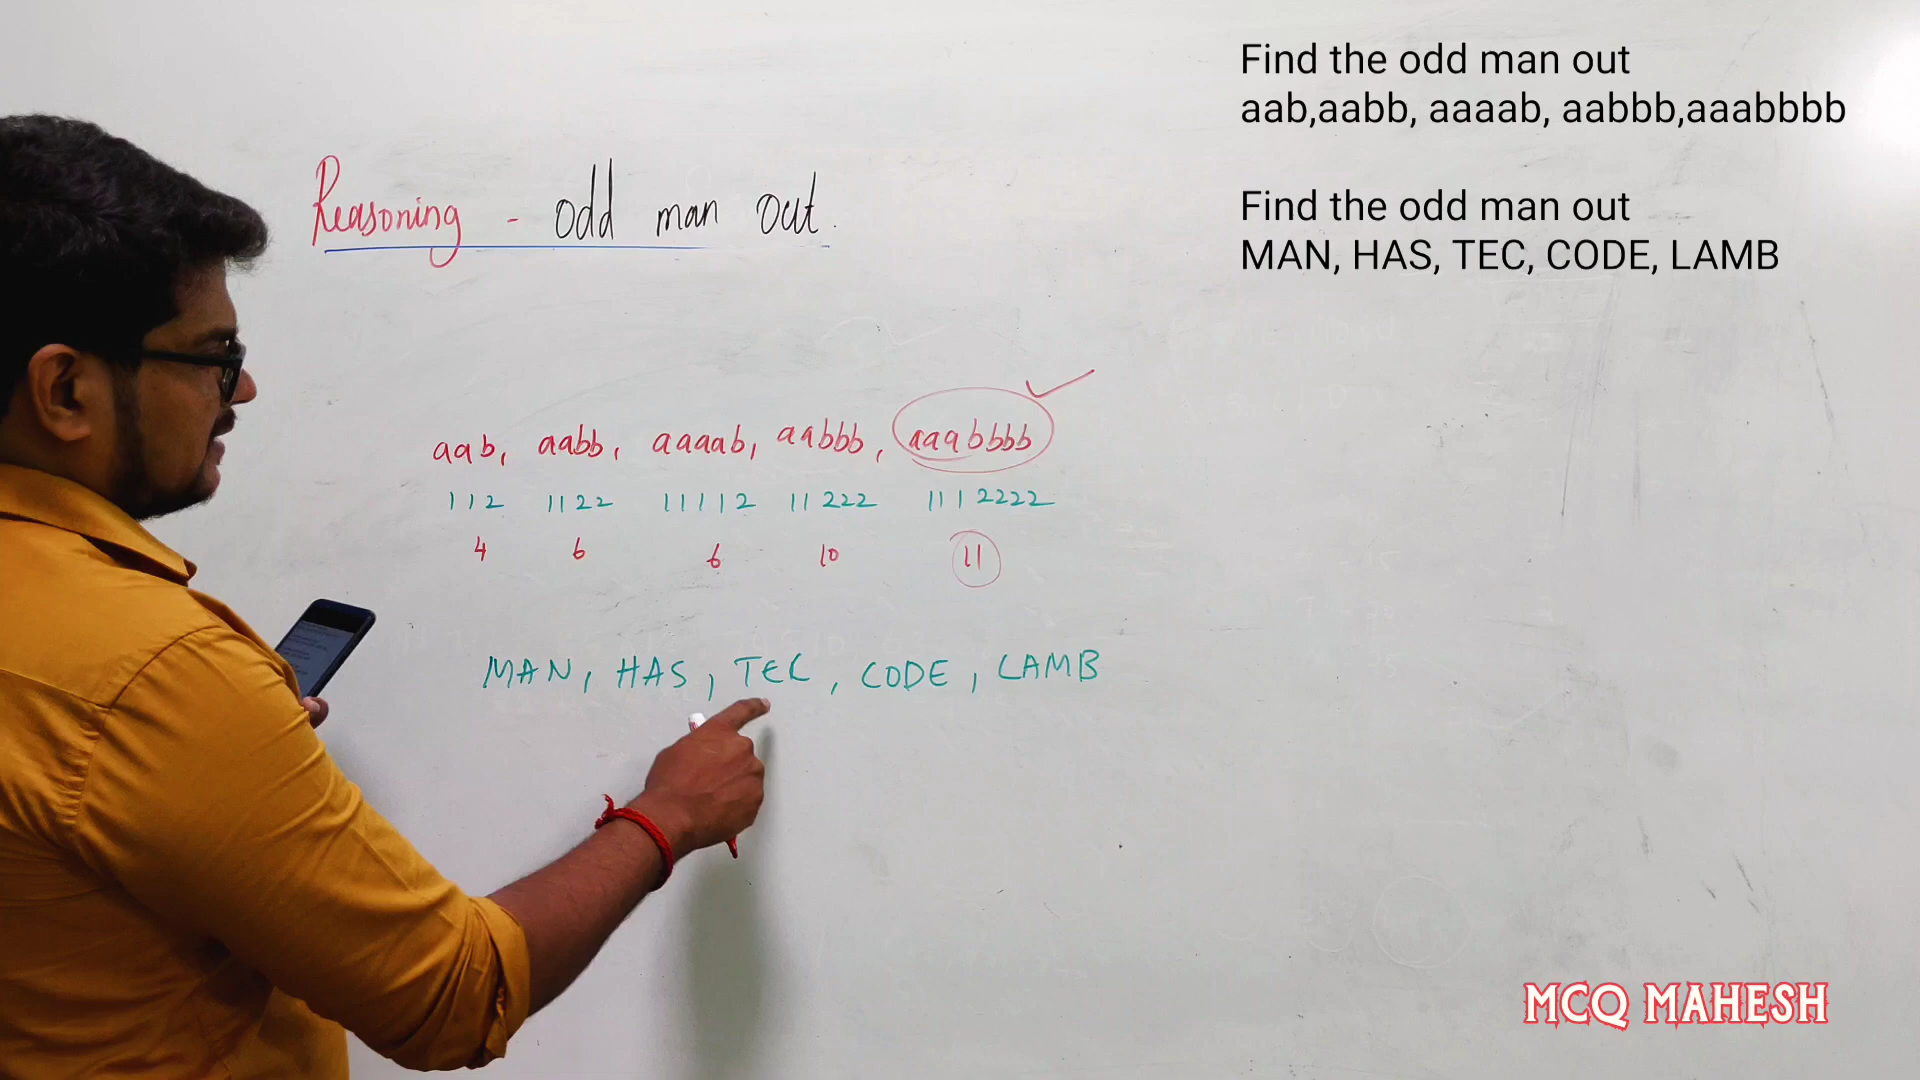 Find the odd man out
aab,aabb, aaaab, aabbb,aaabbbb
Find the odd man out
MAN, HAS, TEC, CODE, LAMB
Reasoning - odd man out.
aab, aabb, aaaab, aabbb, aaabbbb
112 1122 11112 11222 1112222
4 6 6 10 11
MAN, HAS, TEC, CODE, LAMB
MCQ MAHESH